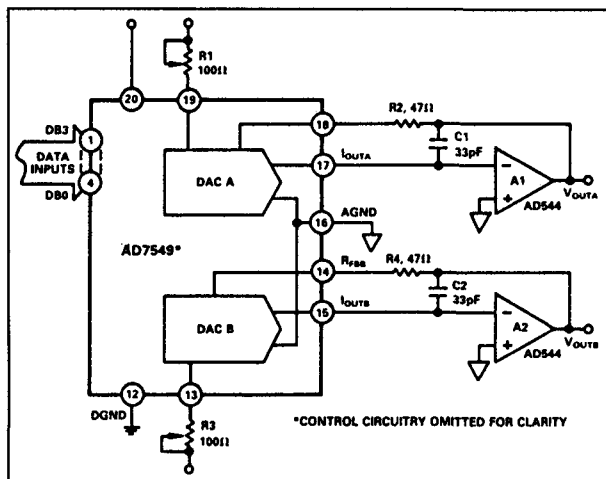 R1
100Ω
20
19
18
R2, 47Ω
DB3
1
DATA
INPUTS
4
DB0
DAC A
IOUTA
17
C1
33pF
A1
AD544
VOUTA
AGND
16
AD7549*
RFBB
14
R4, 47Ω
DAC B
IOUTB
15
C2
33pF
A2
AD544
VOUTB
DGND
12
13
R3
100Ω
*CONTROL CIRCUITRY OMITTED FOR CLARITY